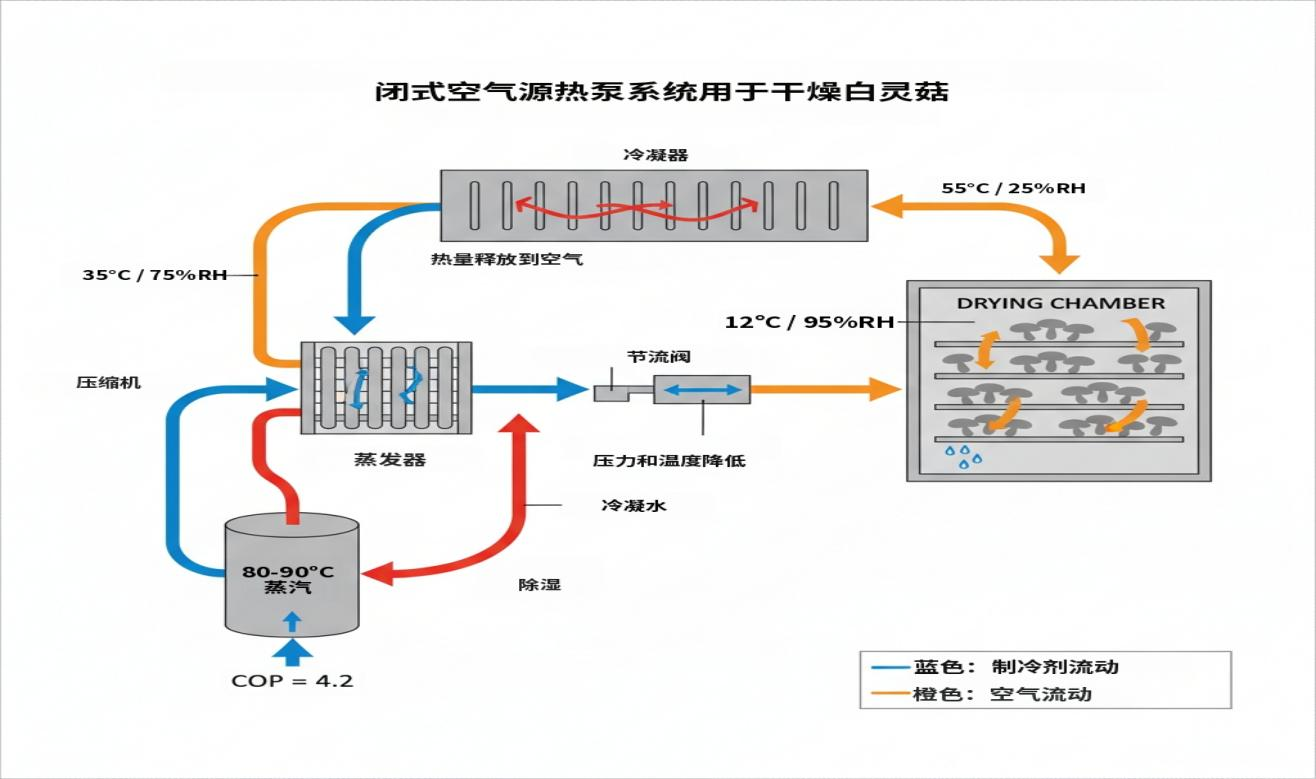 闭式空气源热泵系统用于干燥白灵菇
冷凝器
55°C / 25%RH
热量释放到空气
35°C / 75%RH
DRYING CHAMBER
12°C / 95%RH
节流阀
压缩机
蒸发器
压力和温度降低
冷凝水
80-90°C
蒸汽
除湿
COP = 4.2
蓝色：制冷剂流动
橙色：空气流动